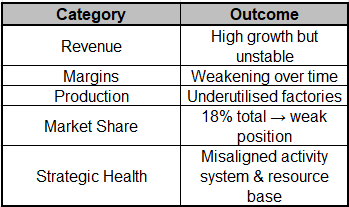 Category Outcome
Revenue High growth but
unstable
Margins Weakening over time
Production Underutilised factories
Market Share 18% total → weak
position
Strategic Health Misaligned activity
system & resource
base